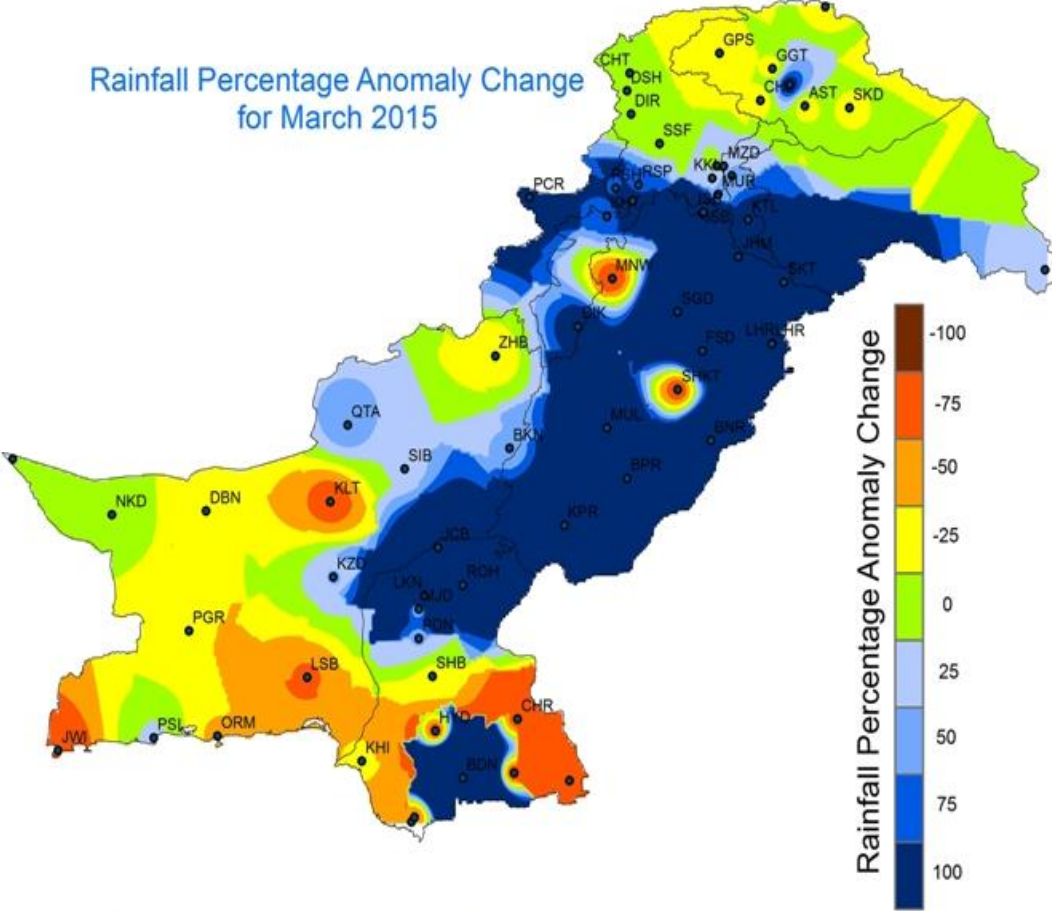 Rainfall Percentage Anomaly Change
for March 2015
GPS
GGT
CHT
DSH
DIR
AST
SKD
SSF
MZD
RSP
MUR
PCR
KTL
JHM
MNW
SKT
SGD
DIK
FSD
LHR
LHR
ZHB
SHKT
QTA
MUL
BNR
BKN
SIB
BPR
KLT
NKD
DBN
KPR
JCB
KZD
ROH
PGR
LSB
SHB
CHR
PSL
ORM
HYD
JWI
KHI
BDN
Rainfall Percentage Anomaly Change
-100
-75
-50
-25
0
25
50
75
100